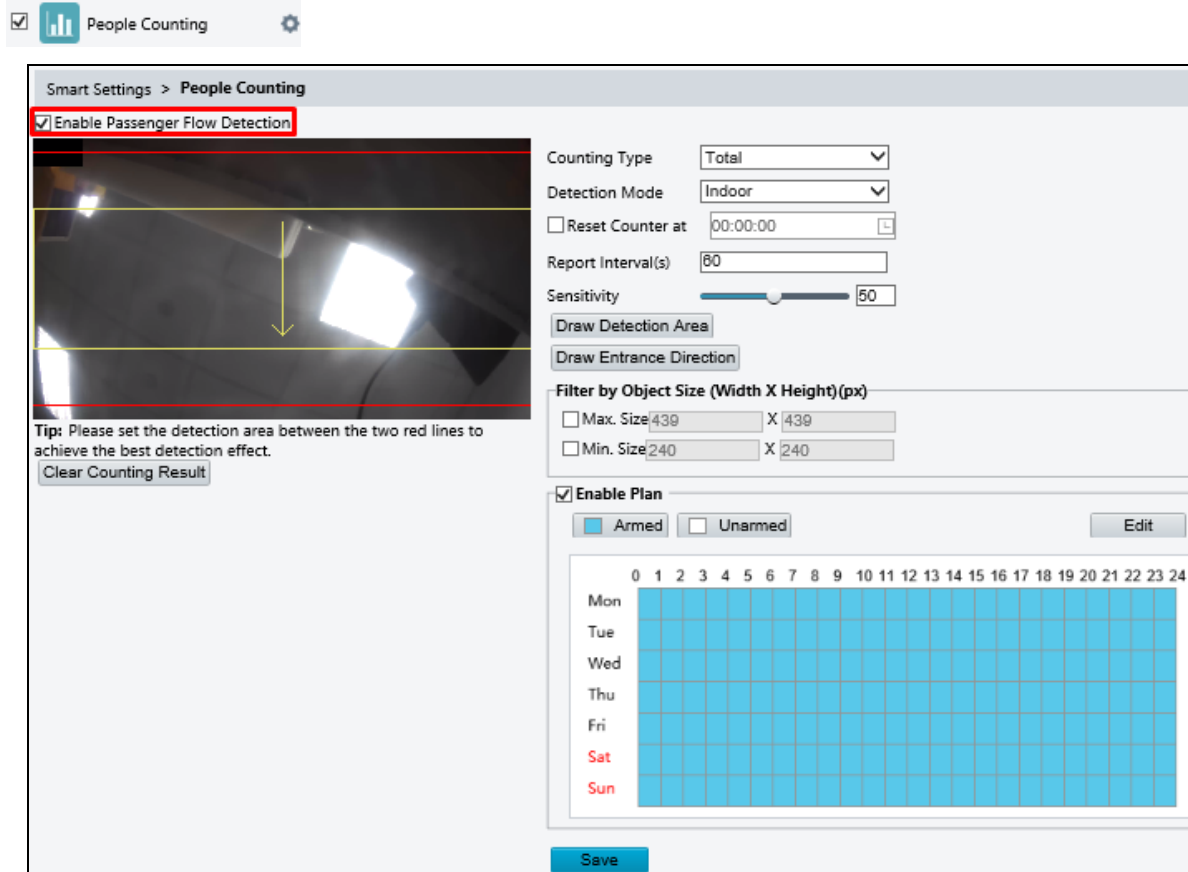 People Counting
Smart Settings > People Counting
Enable Passenger Flow Detection
Counting Type Total
Detection Mode Indoor
Reset Counter at 00:00:00
Report Interval(s) 60
Sensitivity 50
Draw Detection Area
Draw Entrance Direction
Filter by Object Size (Width X Height)(px)
Max. Size 439 X 439
Min. Size 240 X 240
Tip: Please set the detection area between the two red lines to
achieve the best detection effect.
Clear Counting Result
Enable Plan
Armed Unarmed Edit
0 1 2 3 4 5 6 7 8 9 10 11 12 13 14 15 16 17 18 19 20 21 22 23 24
Mon
Tue
Wed
Thu
Fri
Sat
Sun
Save